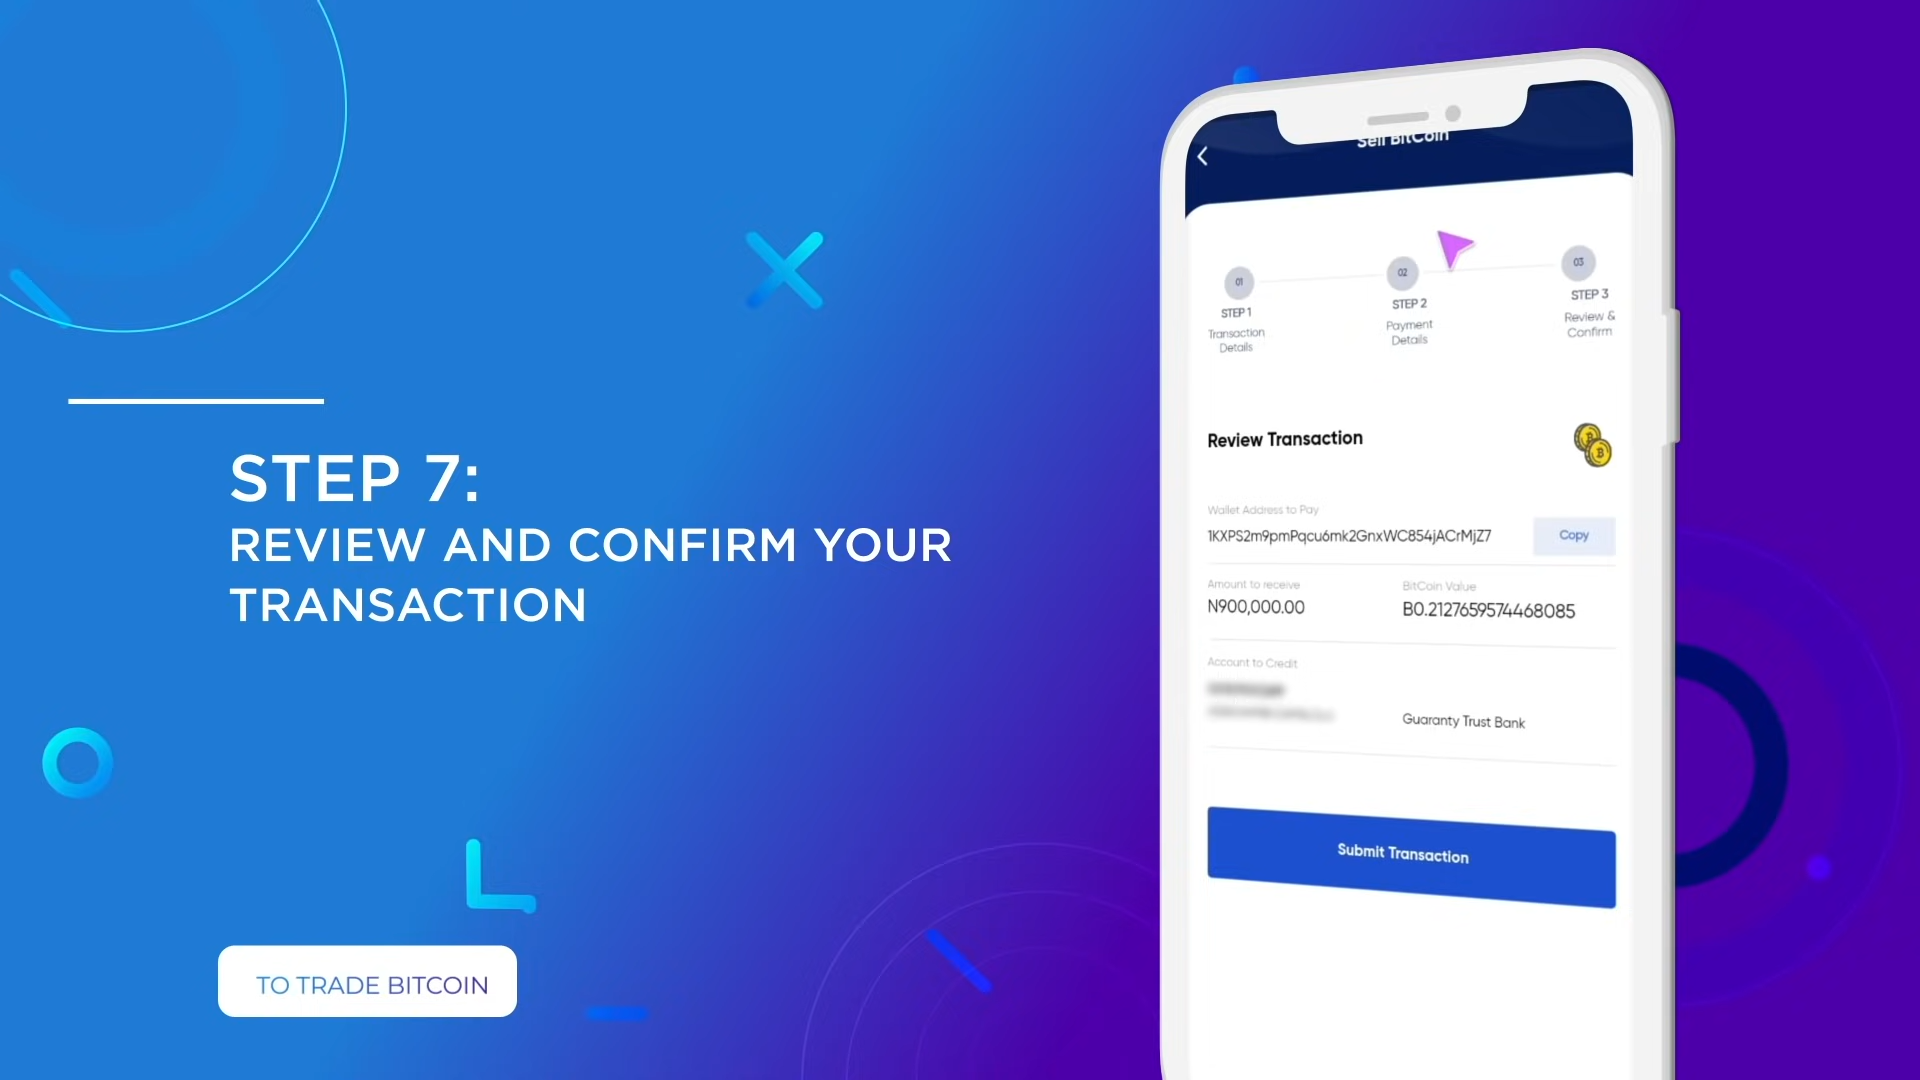 STEP 7:
REVIEW AND CONFIRM YOUR
TRANSACTION
TO TRADE BITCOIN
Sell BitCoin
01
02
03
STEP 1
STEP 2
STEP 3
Transaction
Details
Payment
Details
Review &
Confirm
Review Transaction
Wallet Address to Pay
1KXPS2m9pmPqcu6mk2GnxWC854jACrMjZ7
Copy
Amount to receive
BitCoin Value
N900,000.00
B0.2127659574468085
Account to Credit
Guaranty Trust Bank
Submit Transaction